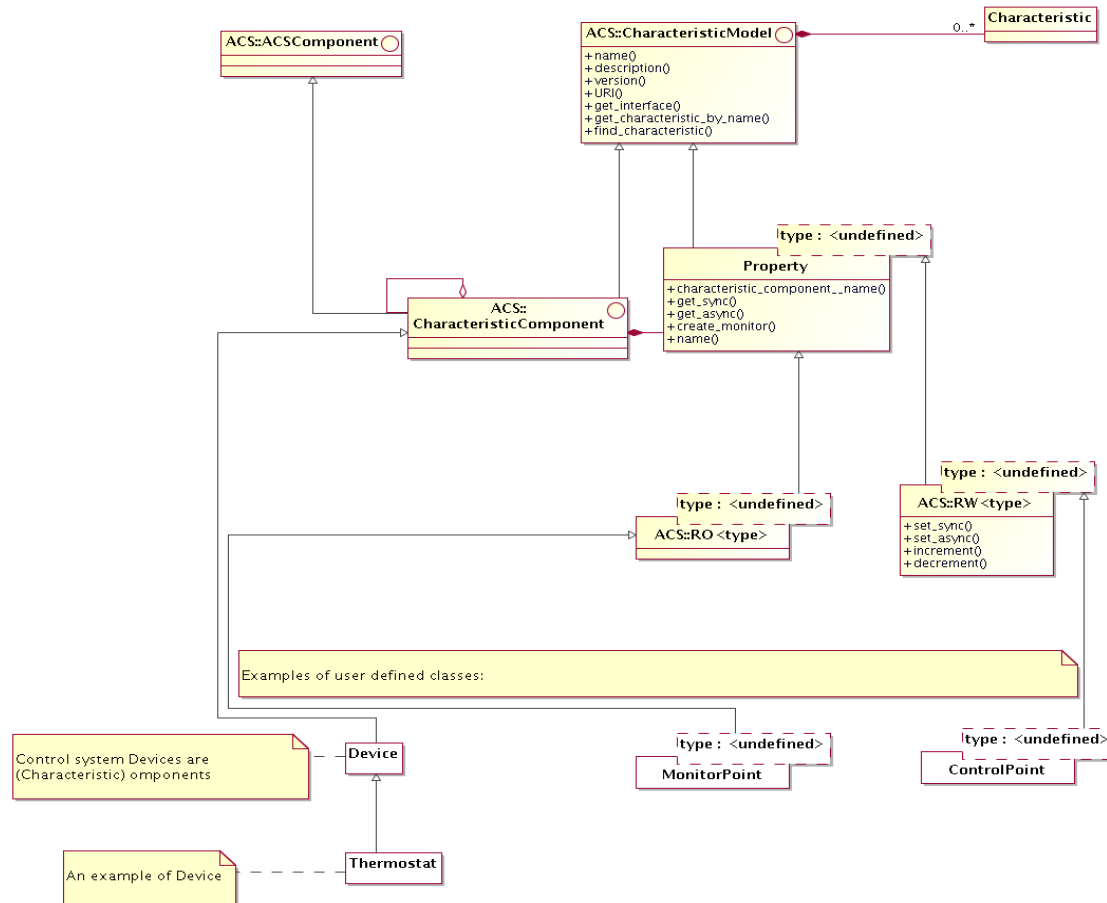 ACS::ACSComponent
ACS::CharacteristicModel
+name()
+description()
+version()
+URI()
+get_interface()
+get_characteristic_by_name()
+find_characteristic()
0..*
Characteristic
type : <undefined>
Property
+characteristic_component__name()
+get_sync()
+get_async()
+create_monitor()
+name()
ACS::
CharacteristicComponent
type : <undefined>
ACS::RO<type>
type : <undefined>
ACS::RW<type>
+set_sync()
+set_async()
+increment()
+decrement()
Examples of user defined classes:
Control system Devices are
(Characteristic) omponents
Device
type : <undefined>
MonitorPoint
type : <undefined>
ControlPoint
An example of Device
Thermostat